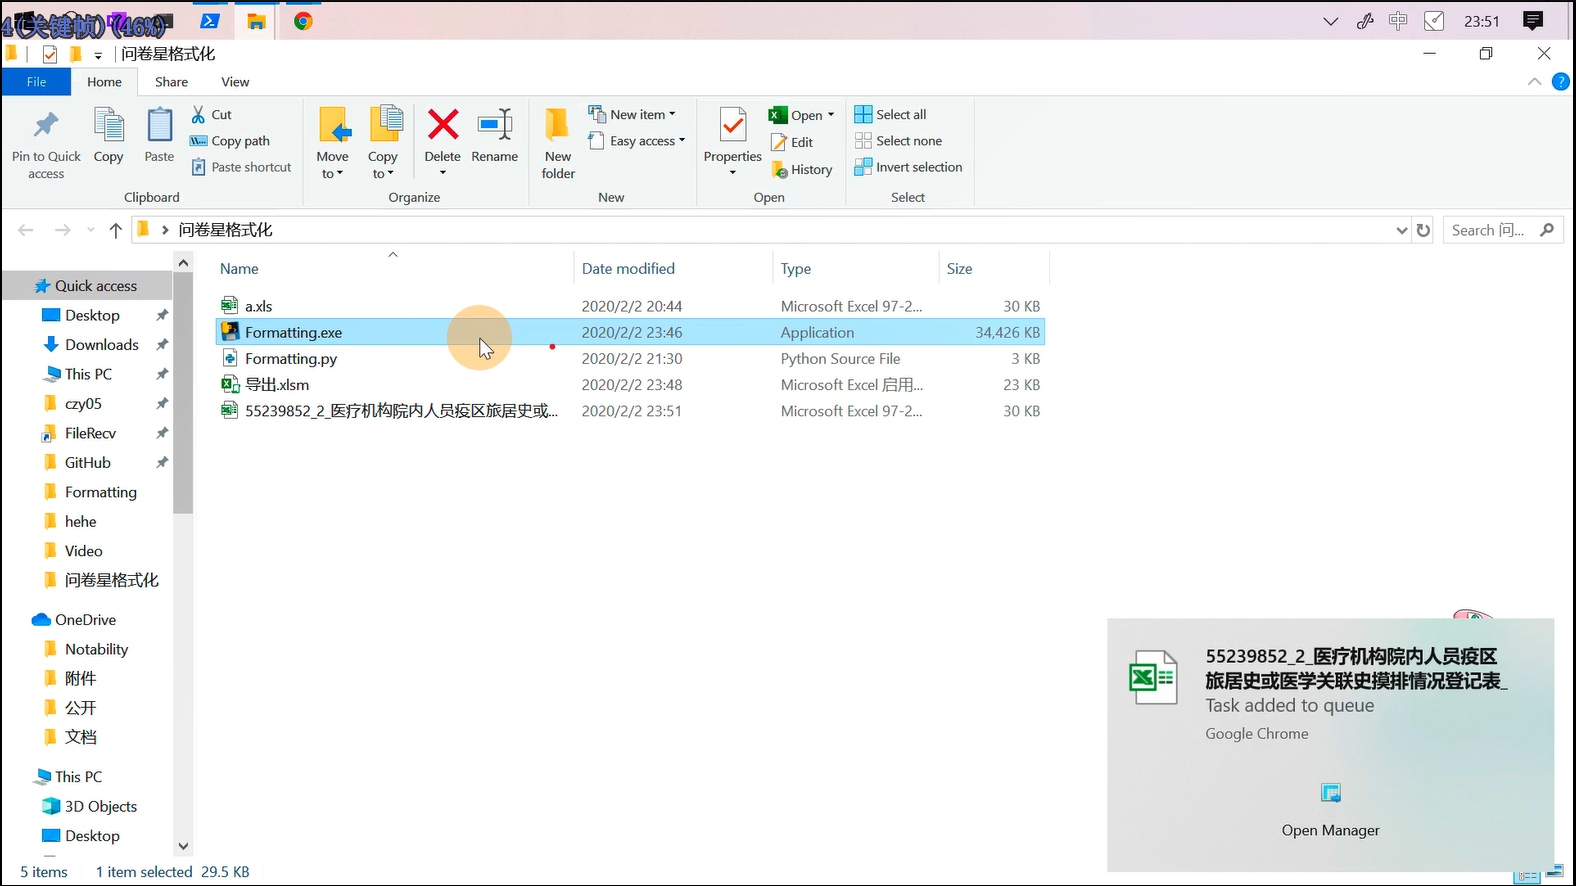 4(关键帧)(46%)
23:51
问卷星格式化
File
Home
Share
View
Pin to Quick access
Copy
Paste
Cut
Copy path
Paste shortcut
Clipboard
Move to
Copy to
Delete
Rename
Organize
New folder
New item
Easy access
New
Properties
Open
Edit
History
Open
Select all
Select none
Invert selection
Select
问卷星格式化
Search 问...
Name
Date modified
Type
Size
a.xls 2020/2/2 20:44 Microsoft Excel 97-2... 30 KB
Formatting.exe 2020/2/2 23:46 Application 34,426 KB
Formatting.py 2020/2/2 21:30 Python Source File 3 KB
导出.xlsm 2020/2/2 23:48 Microsoft Excel 启用... 23 KB
55239852_2_医疗机构院内人员疫区旅居史或... 2020/2/2 23:51 Microsoft Excel 97-2... 30 KB
Quick access
Desktop
Downloads
This PC
czy05
FileRecv
GitHub
Formatting
hehe
Video
问卷星格式化
OneDrive
Notability
附件
公开
文档
This PC
3D Objects
Desktop
55239852_2_医疗机构院内人员疫区
旅居史或医学关联史摸排情况登记表_
Task added to queue
Google Chrome
Open Manager
5 items
1 item selected 29.5 KB